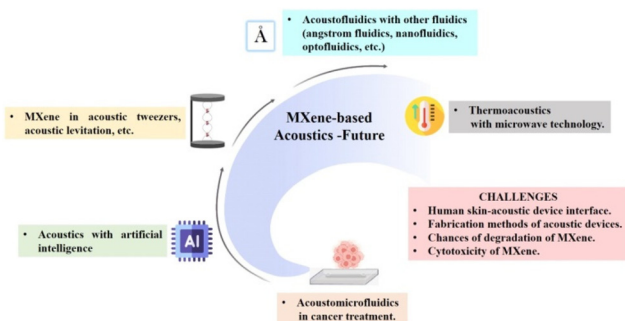 Å
• Acoustofluidics with other fluidics
(angstrom fluidics, nanofluidics,
optofluidics, etc.)
• MXene in acoustic tweezers,
acoustic levitation, etc.
MXene-based
Acoustics -Future
• Thermoacoustics
with microwave technology.
• Acoustics with artificial
intelligence
AI
CHALLENGES
• Human skin-acoustic device interface.
• Fabrication methods of acoustic devices.
• Chances of degradation of MXene.
• Cytotoxicity of MXene.
• Acoustomicrofluidics
in cancer treatment.